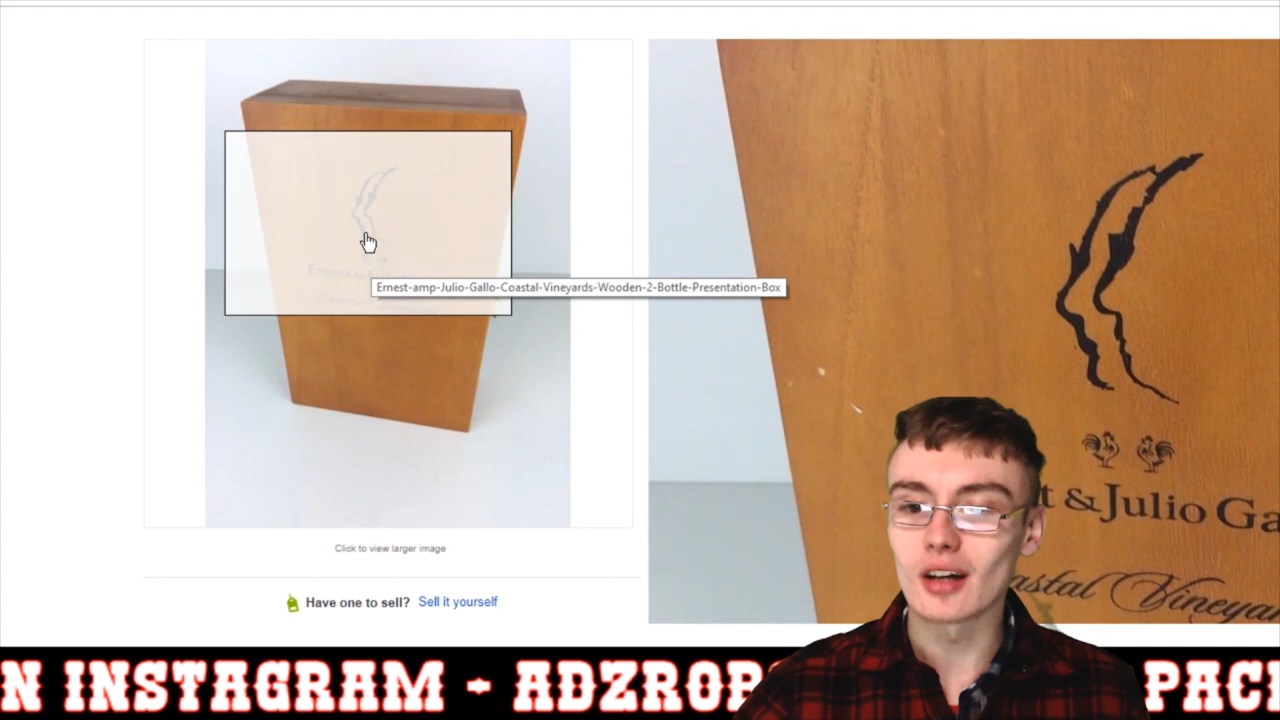 Ernest-amp-Julio-Gallo-Coastal-Vineyards-Wooden-2-Bottle-Presentation-Box
t & Julio Ga
astal Vineyar
Click to view larger image
Have one to sell? Sell it yourself
N INSTAGRAM - ADZROP PAC